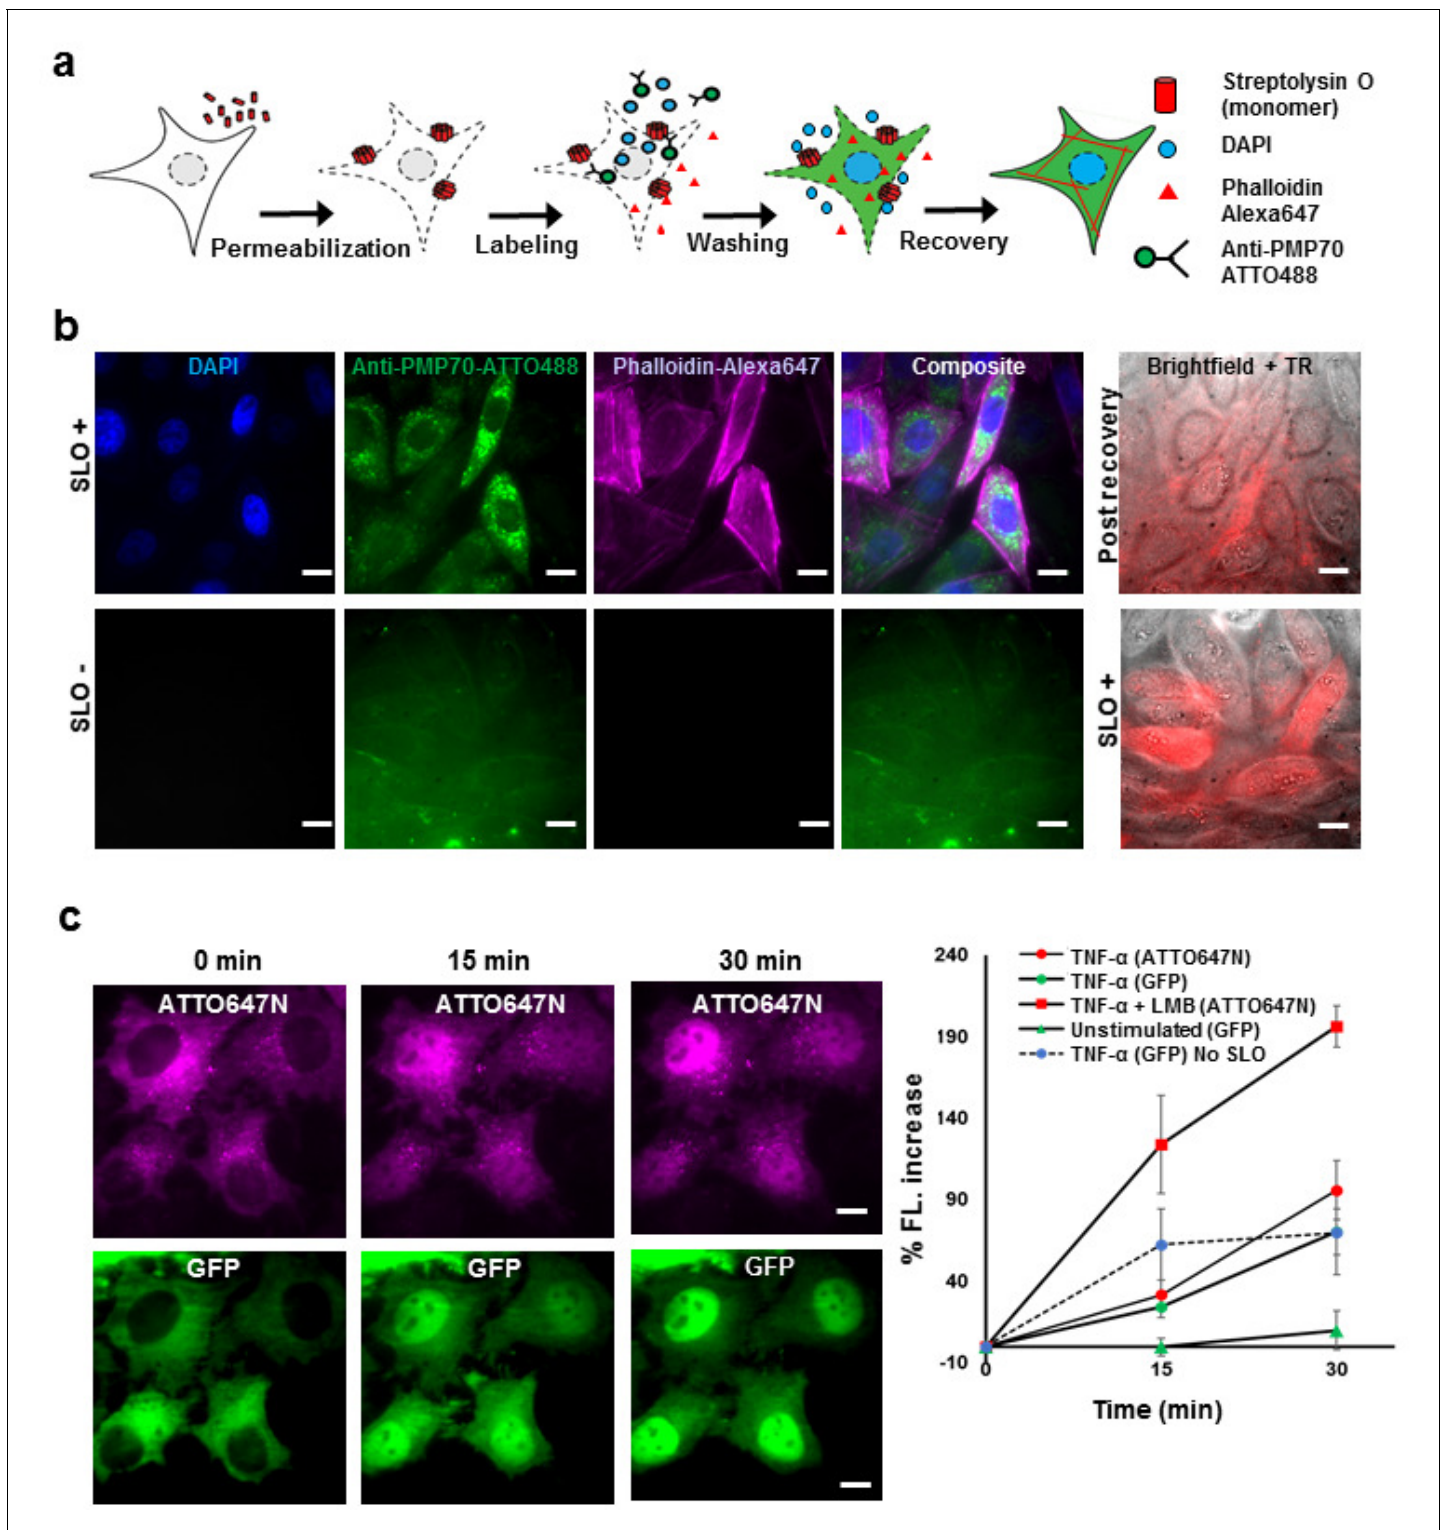 a
Streptolysin O
(monomer)
DAPI
Phalloidin
Alexa647
Anti-PMP70
ATTO488
Permeabilization
Labeling
Washing
Recovery
b
DAPI
Anti-PMP70-ATTO488
Phalloidin-Alexa647
Composite
Brightfield + TR
SLO +
Post recovery
SLO -
SLO +
c
0 min
15 min
30 min
ATTO647N
ATTO647N
ATTO647N
GFP
GFP
GFP
TNF-α (ATTO647N)
TNF-α (GFP)
TNF-α + LMB (ATTO647N)
Unstimulated (GFP)
TNF-α (GFP) No SLO
% FL. increase
240
190
140
90
40
-10
0
15
30
Time (min)